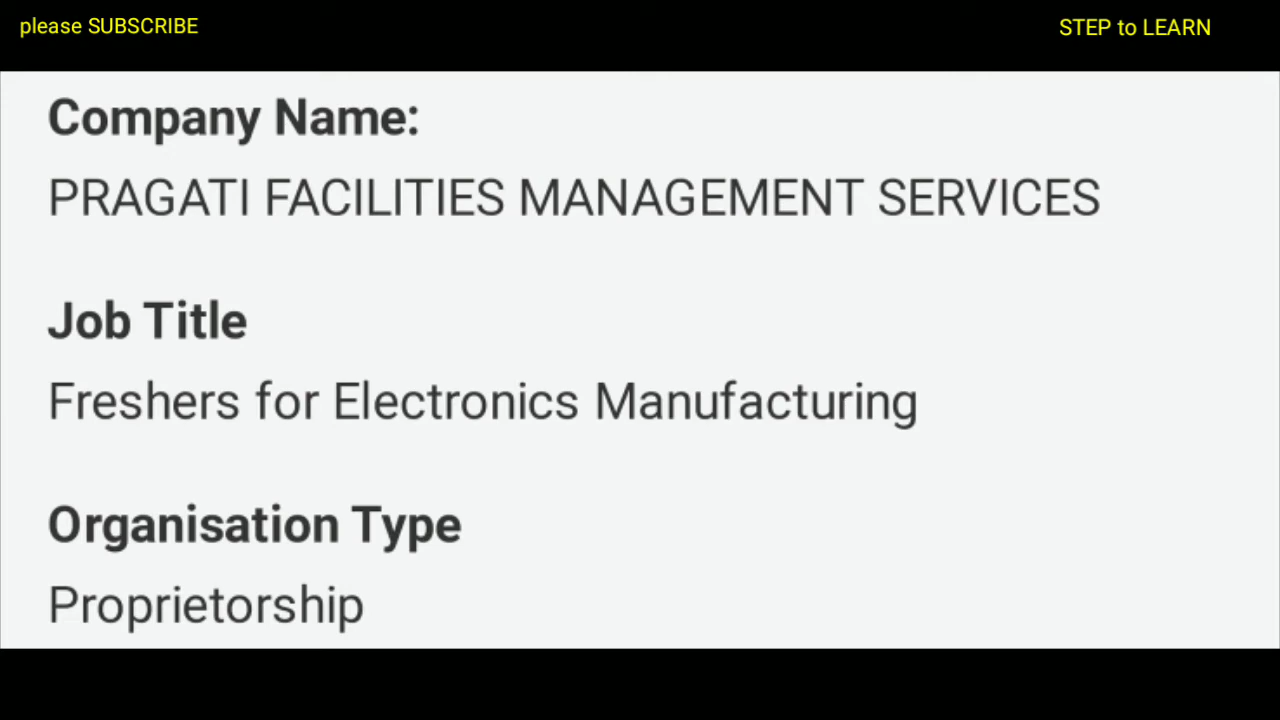 please SUBSCRIBE
STEP to LEARN
Company Name:
PRAGATI FACILITIES MANAGEMENT SERVICES
Job Title
Freshers for Electronics Manufacturing
Organisation Type
Proprietorship